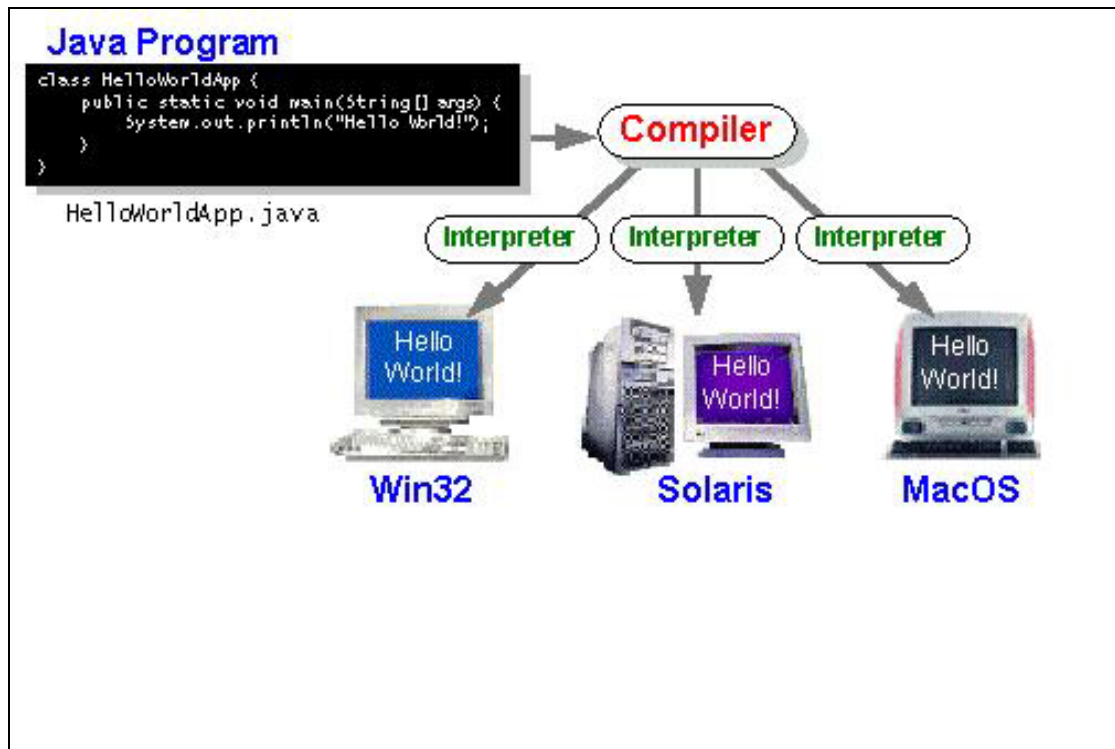 Java Program
class HelloWorldApp {
public static void main(String[] args) {
System.out.println("Hello World!");
}
}
HelloWorldApp.java
Compiler
Interpreter
Interpreter
Interpreter
Hello
World!
Hello
World!
Hello
World!
Win32
Solaris
MacOS